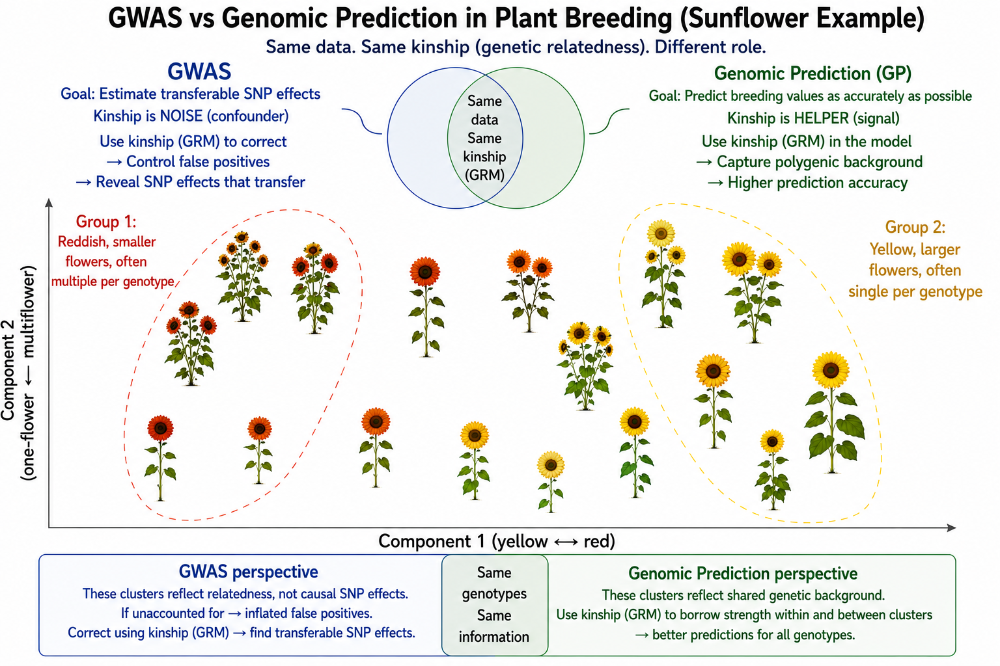 GWAS vs Genomic Prediction in Plant Breeding (Sunflower Example)
Same data. Same kinship (genetic relatedness). Different role.
GWAS
Goal: Estimate transferable SNP effects
Kinship is NOISE (confounder)
Use kinship (GRM) to correct
→ Control false positives
→ Reveal SNP effects that transfer
Same
data
Same
kinship
(GRM)
Genomic Prediction (GP)
Goal: Predict breeding values as accurately as possible
Kinship is HELPER (signal)
Use kinship (GRM) in the model
→ Capture polygenic background
→ Higher prediction accuracy
Group 1:
Reddish, smaller
flowers, often
multiple per genotype
Group 2:
Yellow, larger
flowers, often
single per genotype
Component 2
(one-flower ⟵ multiflower)
Component 1 (yellow ⟷ red)
GWAS perspective
These clusters reflect relatedness, not causal SNP effects.
If unaccounted for → inflated false positives.
Correct using kinship (GRM) → find transferable SNP effects.
Same
genotypes
Same
information
Genomic Prediction perspective
These clusters reflect shared genetic background.
Use kinship (GRM) to borrow strength within and between clusters
→ better predictions for all genotypes.